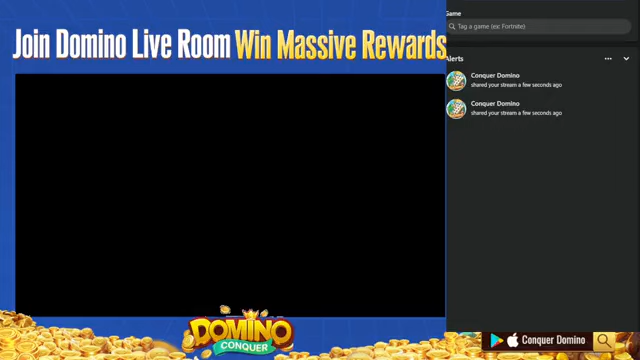 Join Domino Live Room Win Massive Rewards
Game
Tag a game (ex: Fortnite)
Alerts
Conquer Domino
shared your stream a few seconds ago
Conquer Domino
shared your stream a few seconds ago
DOMINO
CONQUER
Conquer Domino